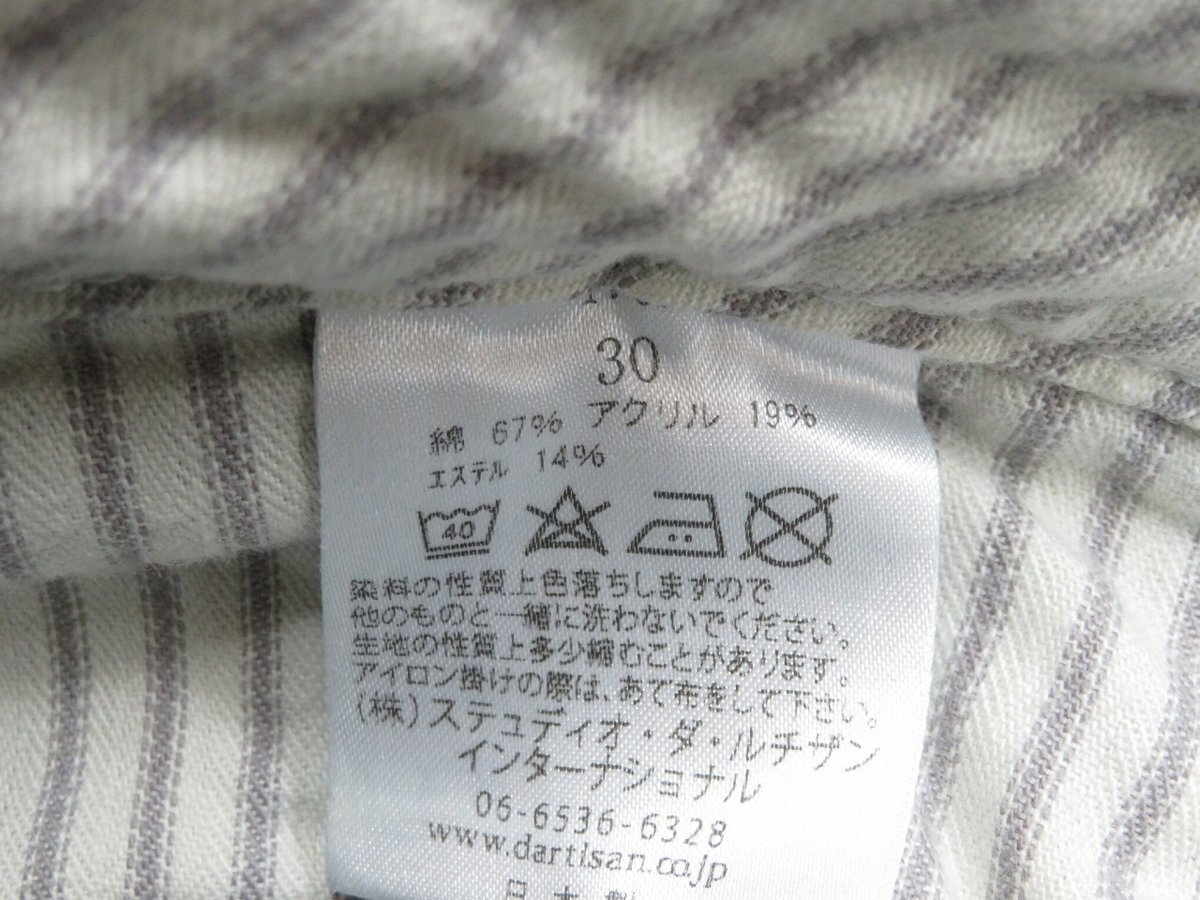 30
綿 67% アクリル 19%
エステル 14%
40
染料の性質上色落ちしますので
他のものと一緒に洗わないでください。
生地の性質上多少縮むことがあります。
アイロン掛けの際は、あて布をして下さい。
(株)ステュディオ・ダ・ルチザン
インターナショナル
06-6536-6328
www.dartisan.co.jp
日本製